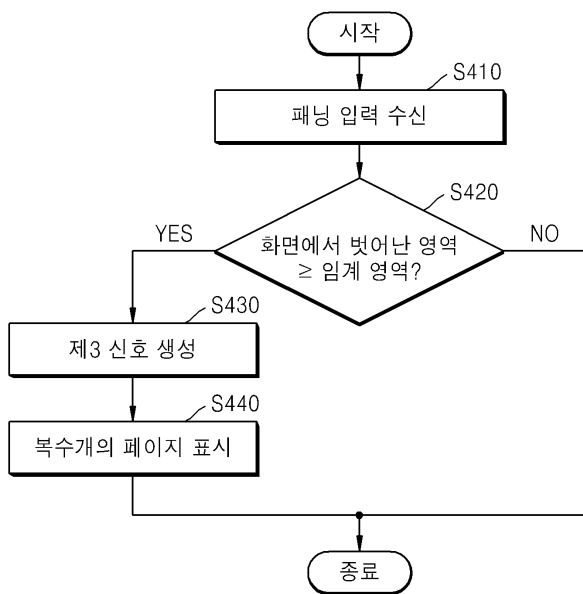 시작
S410
패닝 입력 수신
S420
화면에서 벗어난 영역
≥ 임계 영역?
YES
NO
S430
제3 신호 생성
S440
복수개의 페이지 표시
종료